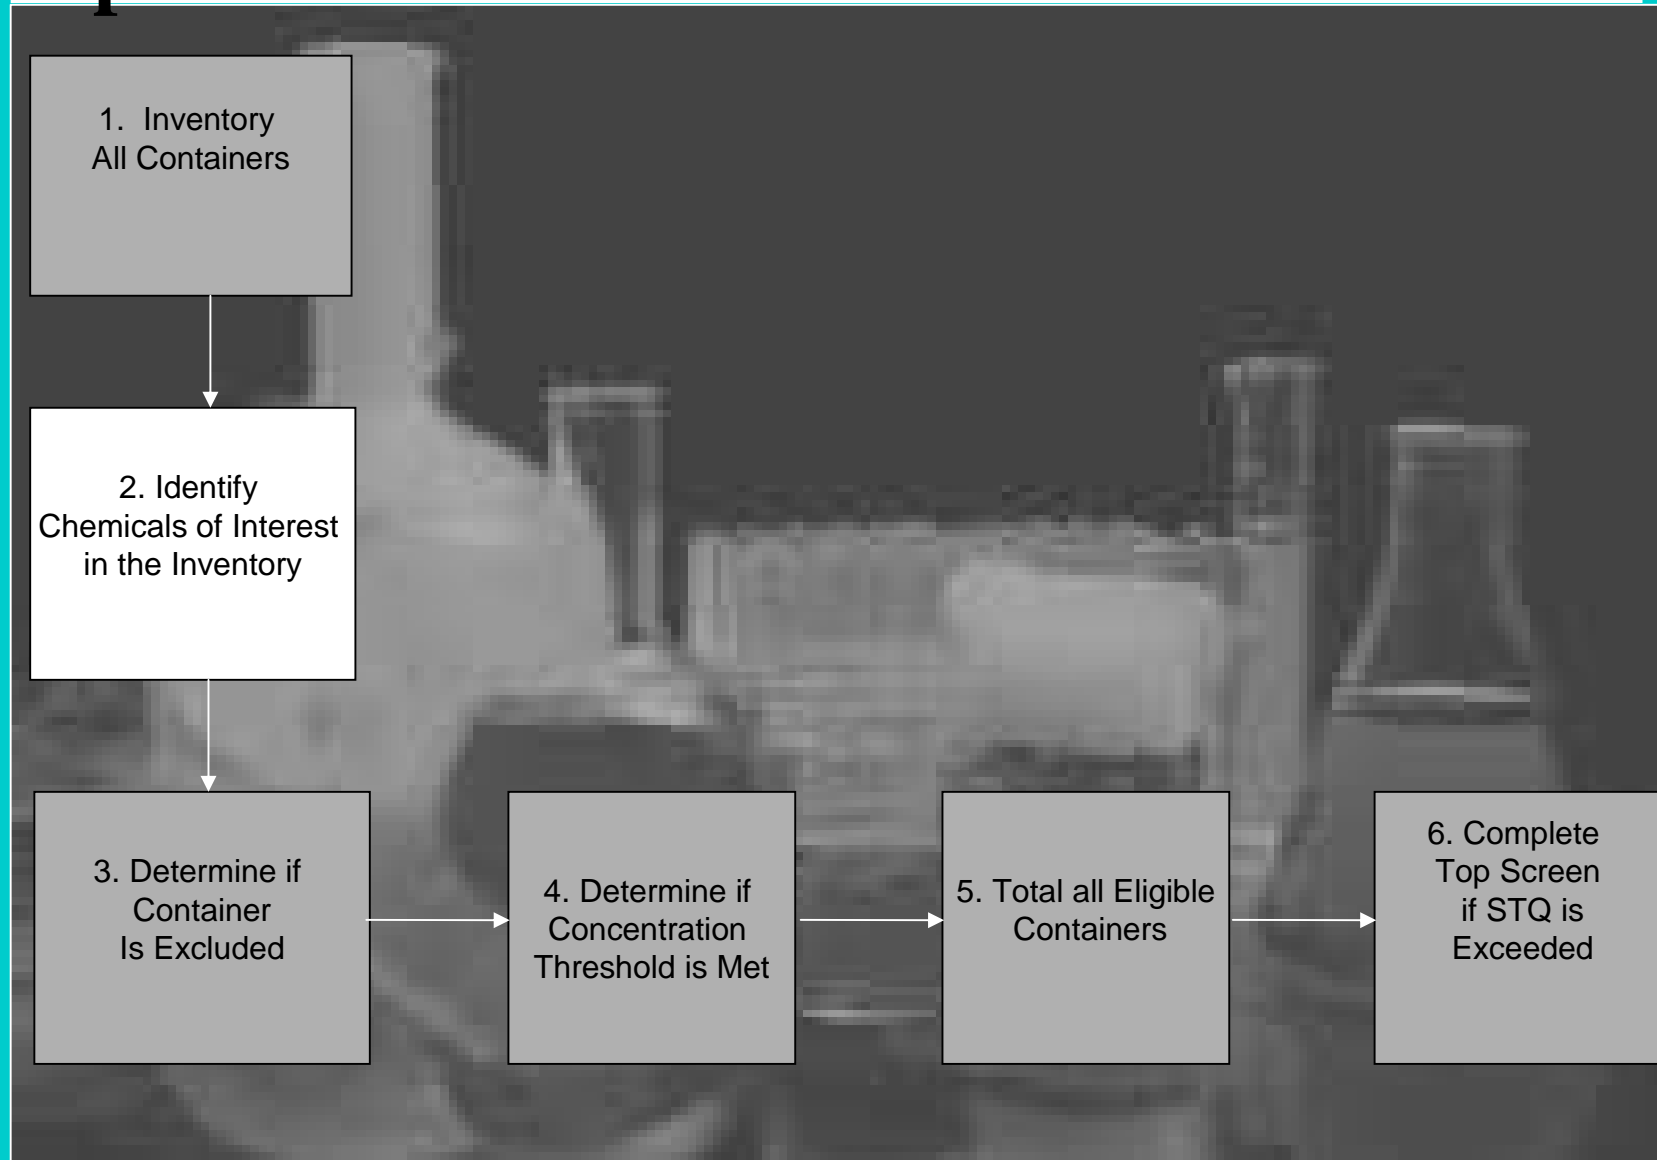 1. Inventory
All Containers
2. Identify
Chemicals of Interest
in the Inventory
3. Determine if
Container
Is Excluded
4. Determine if
Concentration
Threshold is Met
5. Total all Eligible
Containers
6. Complete
Top Screen
if STQ is
Exceeded